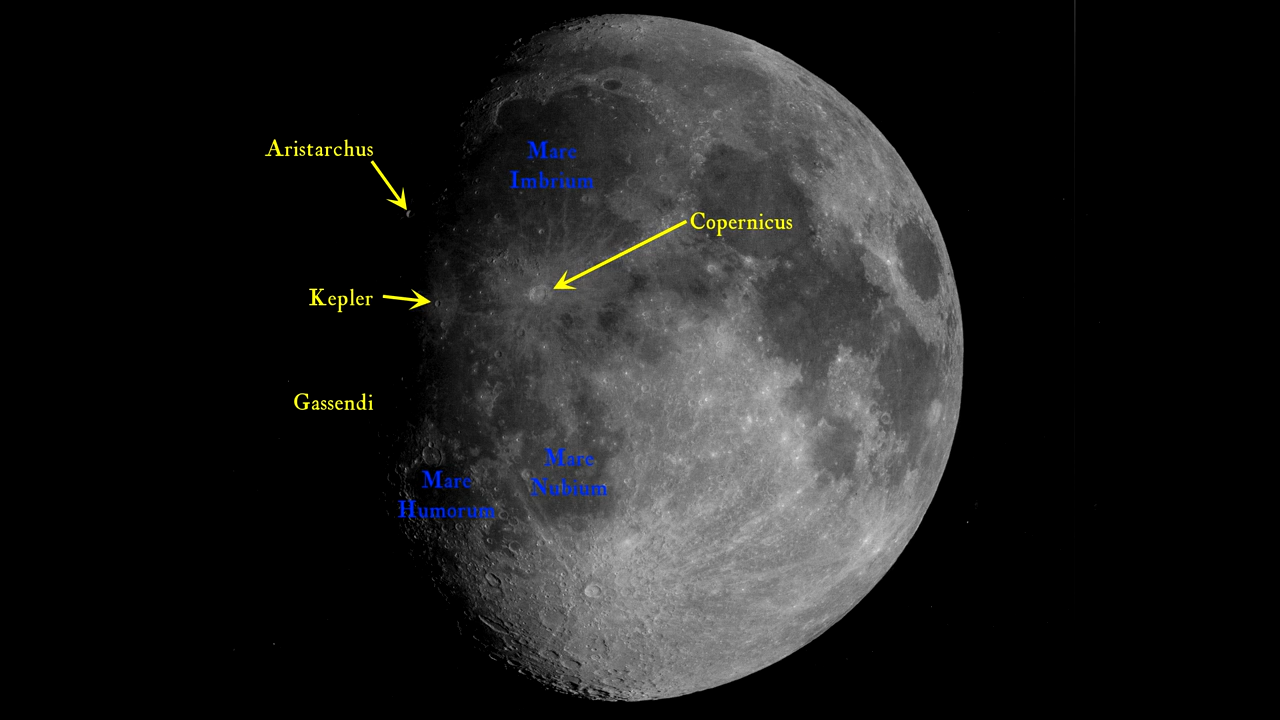 Aristarchus
Mare
Imbrium
Copernicus
Kepler
Gassendi
Mare
Nubium
Mare
Humorum